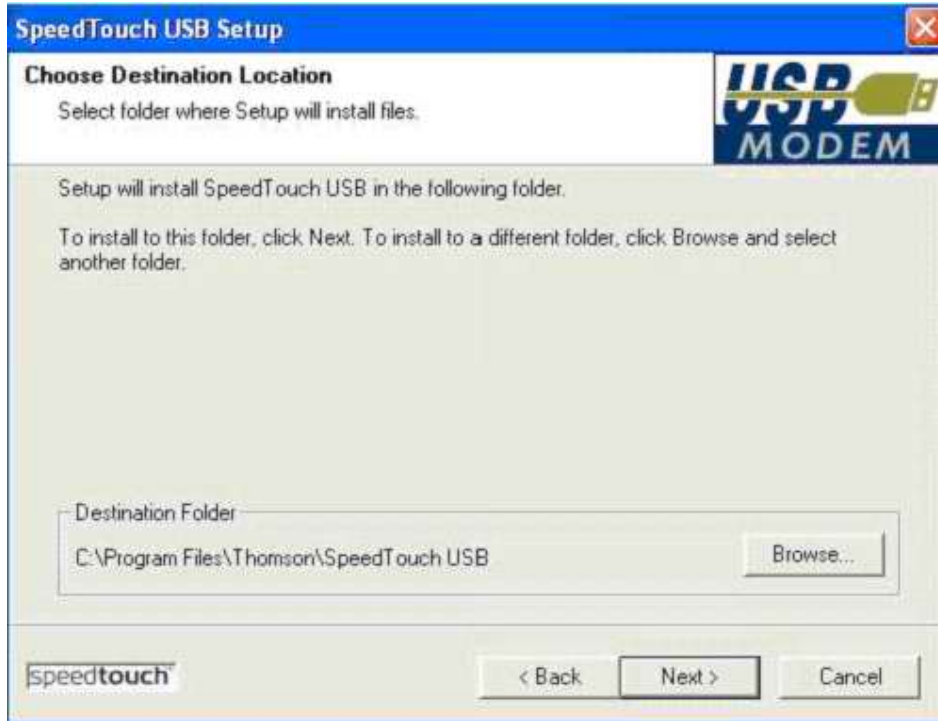 SpeedTouch USB Setup
Choose Destination Location
Select folder where Setup will install files.
USB
MODEM
Setup will install SpeedTouch USB in the following folder.
To install to this folder, click Next. To install to a different folder, click Browse and select
another folder.
Destination Folder
C:\Program Files\Thomson\SpeedTouch USB
Browse...
speedtouch
< Back
Next >
Cancel